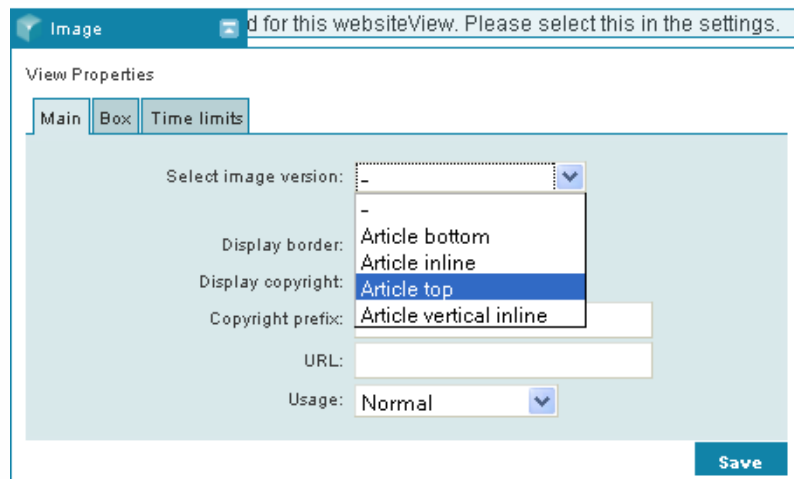 Image
d for this websiteView. Please select this in the settings.
View Properties
Main Box Time limits
Select image version: -
-
Article bottom
Display border:
Article inline
Display copyright:
Article top
Copyright prefix:
Article vertical inline
URL:
Usage: Normal
Save